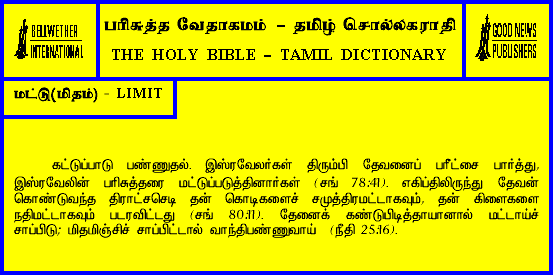 BELLWETHER
INTERNATIONAL
பரிசுத்த வேதாகமம் – தமிழ் சொல்லகராதி
THE HOLY BIBLE – TAMIL DICTIONARY
GOOD NEWS
PUBLISHERS
மட்டு(மிதம்) - LIMIT
கட்டுப்பாடு பண்ணுதல். இஸ்ரவேலர்கள் திரும்பி தேவனைப் பரீட்சை பார்த்து,
இஸ்ரவேலின் பரிசுத்தரை மட்டுப்படுத்தினார்கள் (சங் 78:41). எகிப்திலிருந்து தேவன்
கொண்டுவந்த திராட்சசெடி தன் கொடிகளைச் சமுத்திரமட்டாகவும், தன் கிளைகளை
நதிமட்டாகவும் படரவிட்டது (சங் 80:11). தேனைக் கண்டுபிடித்தாயானால் மட்டாய்ச்
சாப்பிடு; மிதமிஞ்சிச் சாப்பிட்டால் வாந்திபண்ணுவாய் (நீதி 25:16).